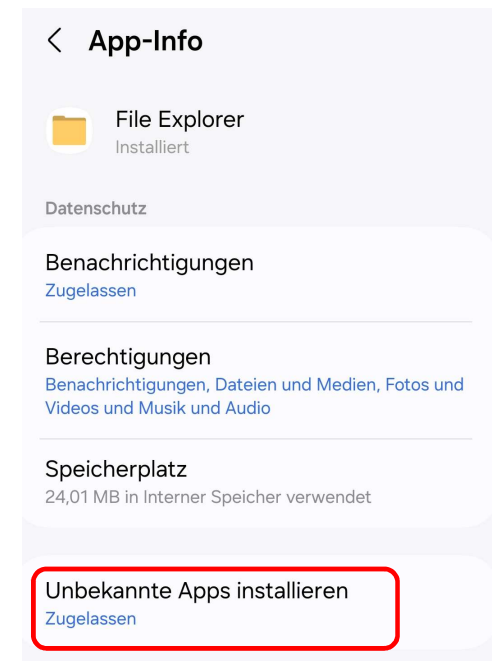 App-Info
File Explorer
Installiert
Datenschutz
Benachrichtigungen
Zugelassen
Berechtigungen
Benachrichtigungen, Dateien und Medien, Fotos und
Videos und Musik und Audio
Speicherplatz
24,01 MB in Interner Speicher verwendet
Unbekannte Apps installieren
Zugelassen